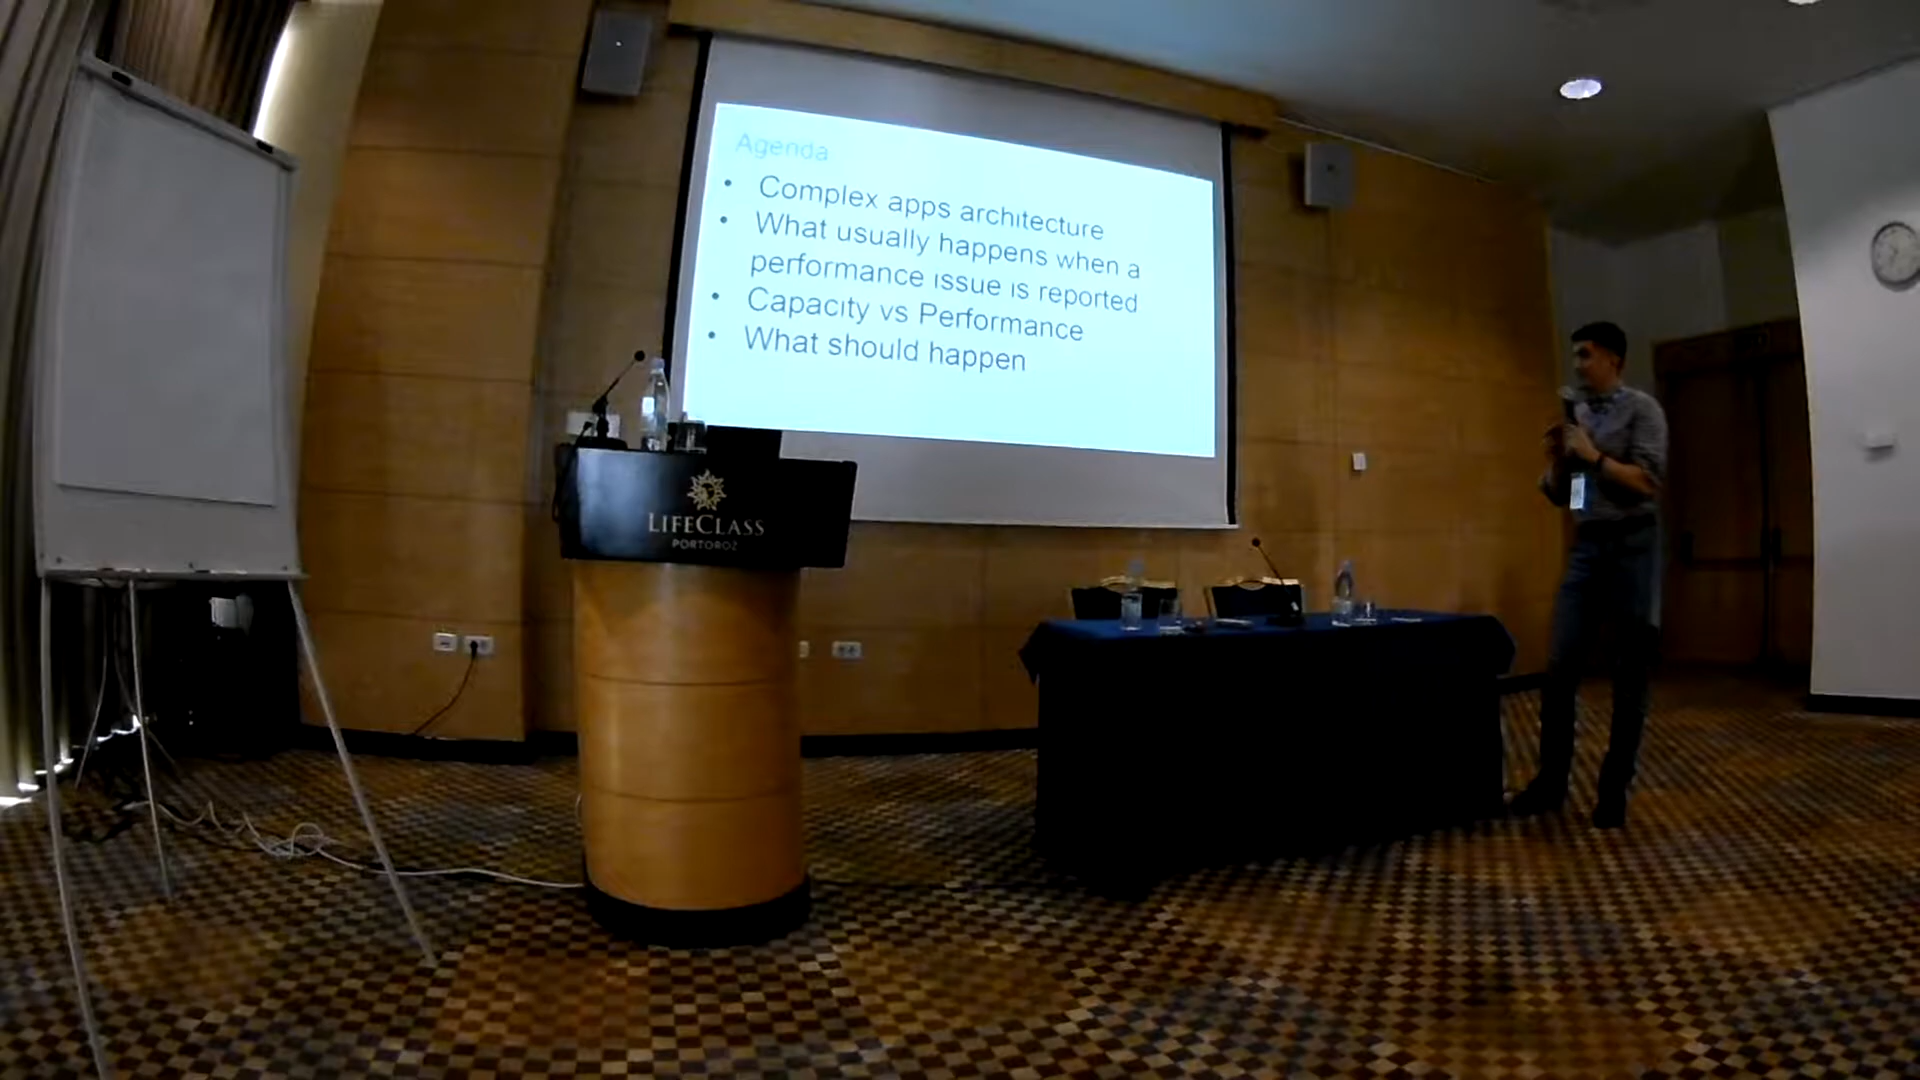 Agenda
• Complex apps architecture
• What usually happens when a
performance issue is reported
• Capacity vs Performance
• What should happen
LIFECLASS
PORTOROŽ